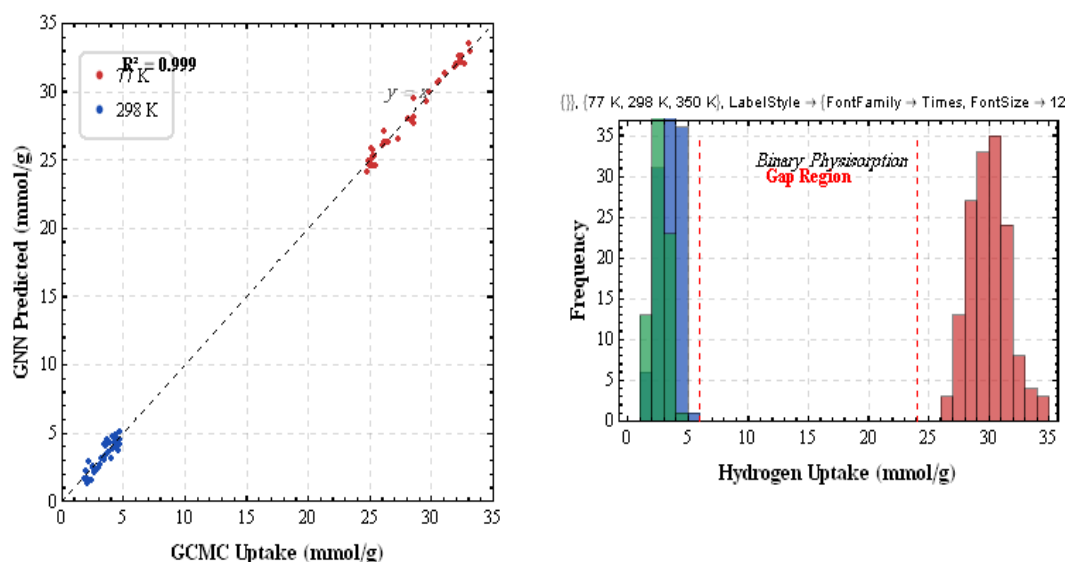 35
30
25
20
15
10
5
0
GNN Predicted (mmol/g)
R² = 0.999
77 K
298 K
y = x
0 5 10 15 20 25 30 35
GCMC Uptake (mmol/g)
{}}, {77 K, 298 K, 350 K}, LabelStyle → {FontFamily → Times, FontSize → 12
35
30
25
20
15
10
5
0
Frequency
Binary Physisorption
Gap Region
0 5 10 15 20 25 30 35
Hydrogen Uptake (mmol/g)